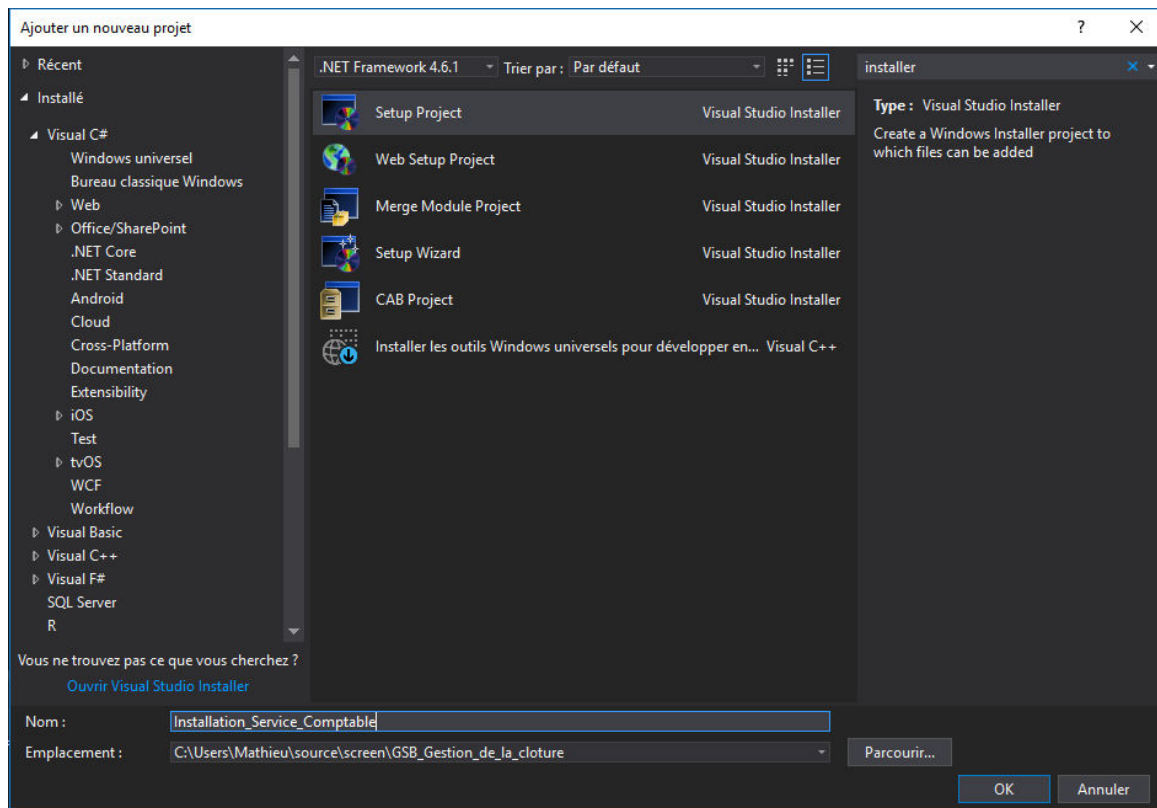 Ajouter un nouveau projet
?
Récent
Installé
Visual C#
Windows universel
Bureau classique Windows
Web
Office/SharePoint
.NET Core
.NET Standard
Android
Cloud
Cross-Platform
Documentation
Extensibility
iOS
Test
tvOS
WCF
Workflow
Visual Basic
Visual C++
Visual F#
SQL Server
R
Vous ne trouvez pas ce que vous cherchez ?
Ouvrir Visual Studio Installer
.NET Framework 4.6.1 Trier par : Par défaut
Setup Project Visual Studio Installer
Web Setup Project Visual Studio Installer
Merge Module Project Visual Studio Installer
Setup Wizard Visual Studio Installer
CAB Project Visual Studio Installer
Installer les outils Windows universels pour développer en... Visual C++
installer
Type : Visual Studio Installer
Create a Windows Installer project to
which files can be added
Nom : Installation_Service_Comptable
Emplacement : C:\Users\Mathieu\source\screen\GSB_Gestion_de_la_cloture Parcourir...
OK Annuler